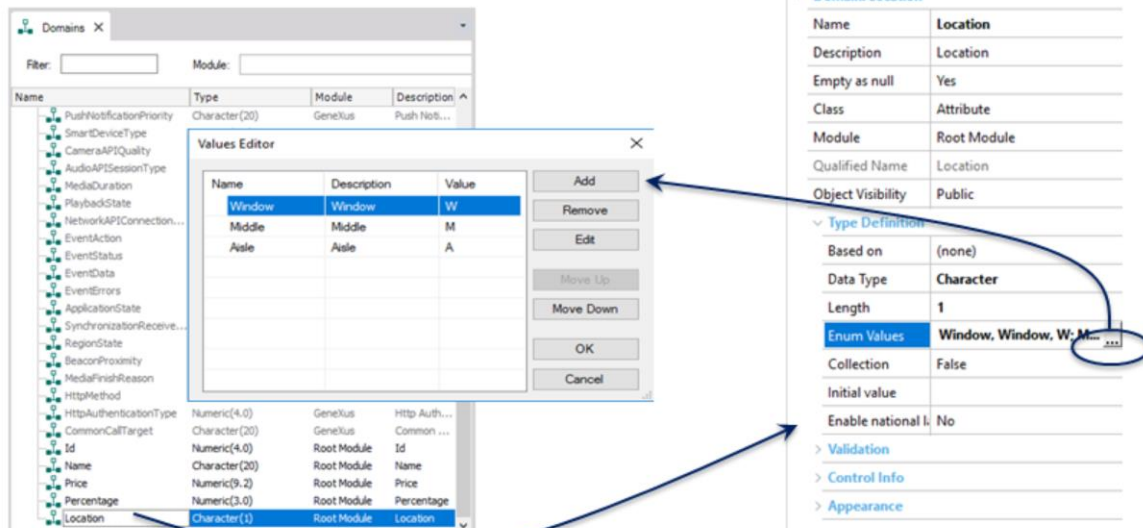 Domains
Filter: Module:
Name Type Module Description
PushNotificationPriority Character(20) GeneXus Push Noti...
SmartDeviceType
CameraAPIQuality
AudioAPISessionType
MediaDuration
PlaybackState
NetworkAPIConnection...
EventAction
EventStatus
EventData
EventErrors
ApplicationState
SynchronizationReceive...
RegionState
BeaconProximity
MediaFinishReason
HttpMethod
HttpAuthenticationType Numeric(4.0) GeneXus Http Auth...
CommonCallTarget Character(20) GeneXus Common ...
Id Numeric(4.0) Root Module Id
Name Character(20) Root Module Name
Price Numeric(9.2) Root Module Price
Percentage Numeric(3.0) Root Module Percentage
Location Character(1) Root Module Location
Values Editor
Name Description Value
Window Window W
Middle Middle M
Aisle Aisle A
Add
Remove
Edit
Move Up
Move Down
OK
Cancel
Name Location
Description Location
Empty as null Yes
Class Attribute
Module Root Module
Qualified Name Location
Object Visibility Public
Type Definition
Based on (none)
Data Type Character
Length 1
Enum Values Window, Window, W; M... ...
Collection False
Initial value
Enable national l No
Validation
Control Info
Appearance